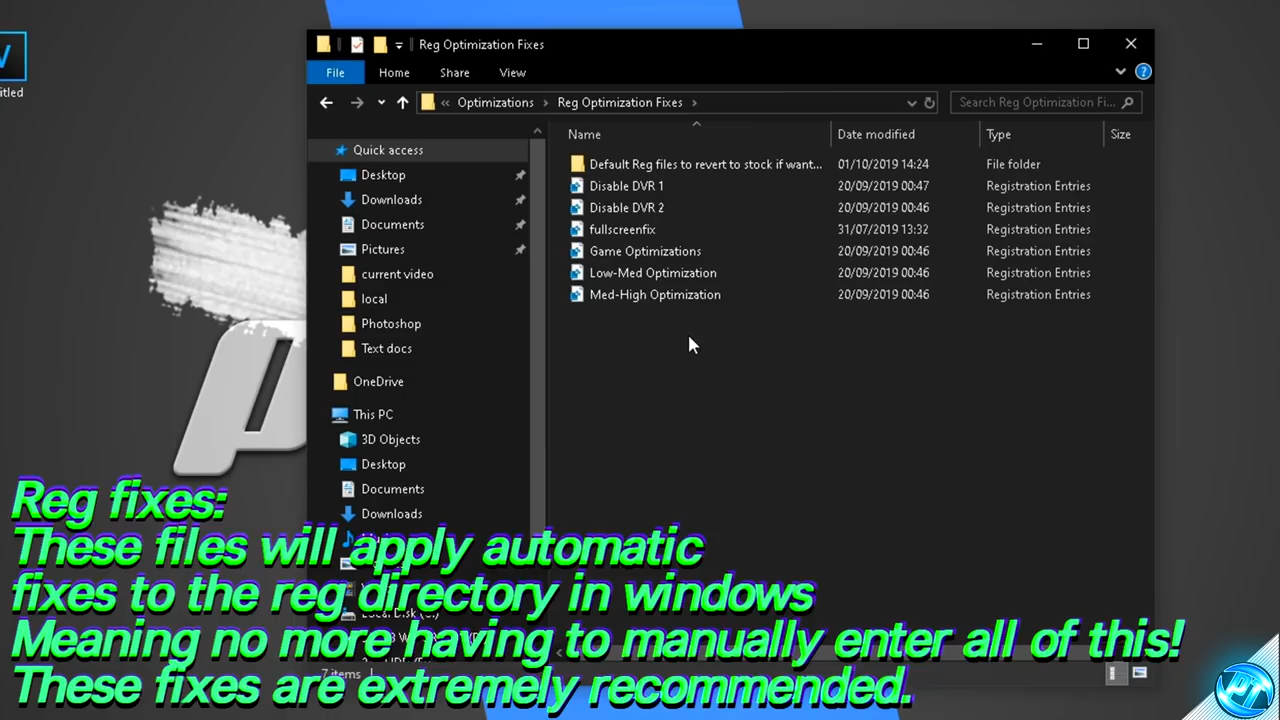 itled
Reg Optimization Fixes
File Home Share View
« Optimizations > Reg Optimization Fixes >
Search Reg Optimization Fi...
Name Date modified Type Size
Quick access
Desktop
Downloads
Documents
Pictures
current video
local
Photoshop
Text docs
OneDrive
This PC
3D Objects
Desktop
Documents
Downloads
Default Reg files to revert to stock if want... 01/10/2019 14:24 File folder
Disable DVR 1 20/09/2019 00:47 Registration Entries
Disable DVR 2 20/09/2019 00:46 Registration Entries
fullscreenfix 31/07/2019 13:32 Registration Entries
Game Optimizations 20/09/2019 00:46 Registration Entries
Low-Med Optimization 20/09/2019 00:46 Registration Entries
Med-High Optimization 20/09/2019 00:46 Registration Entries
7 items
Reg fixes:
These files will apply automatic
fixes to the reg directory in windows
Meaning no more having to manually enter all of this!
These fixes are extremely recommended.
PT